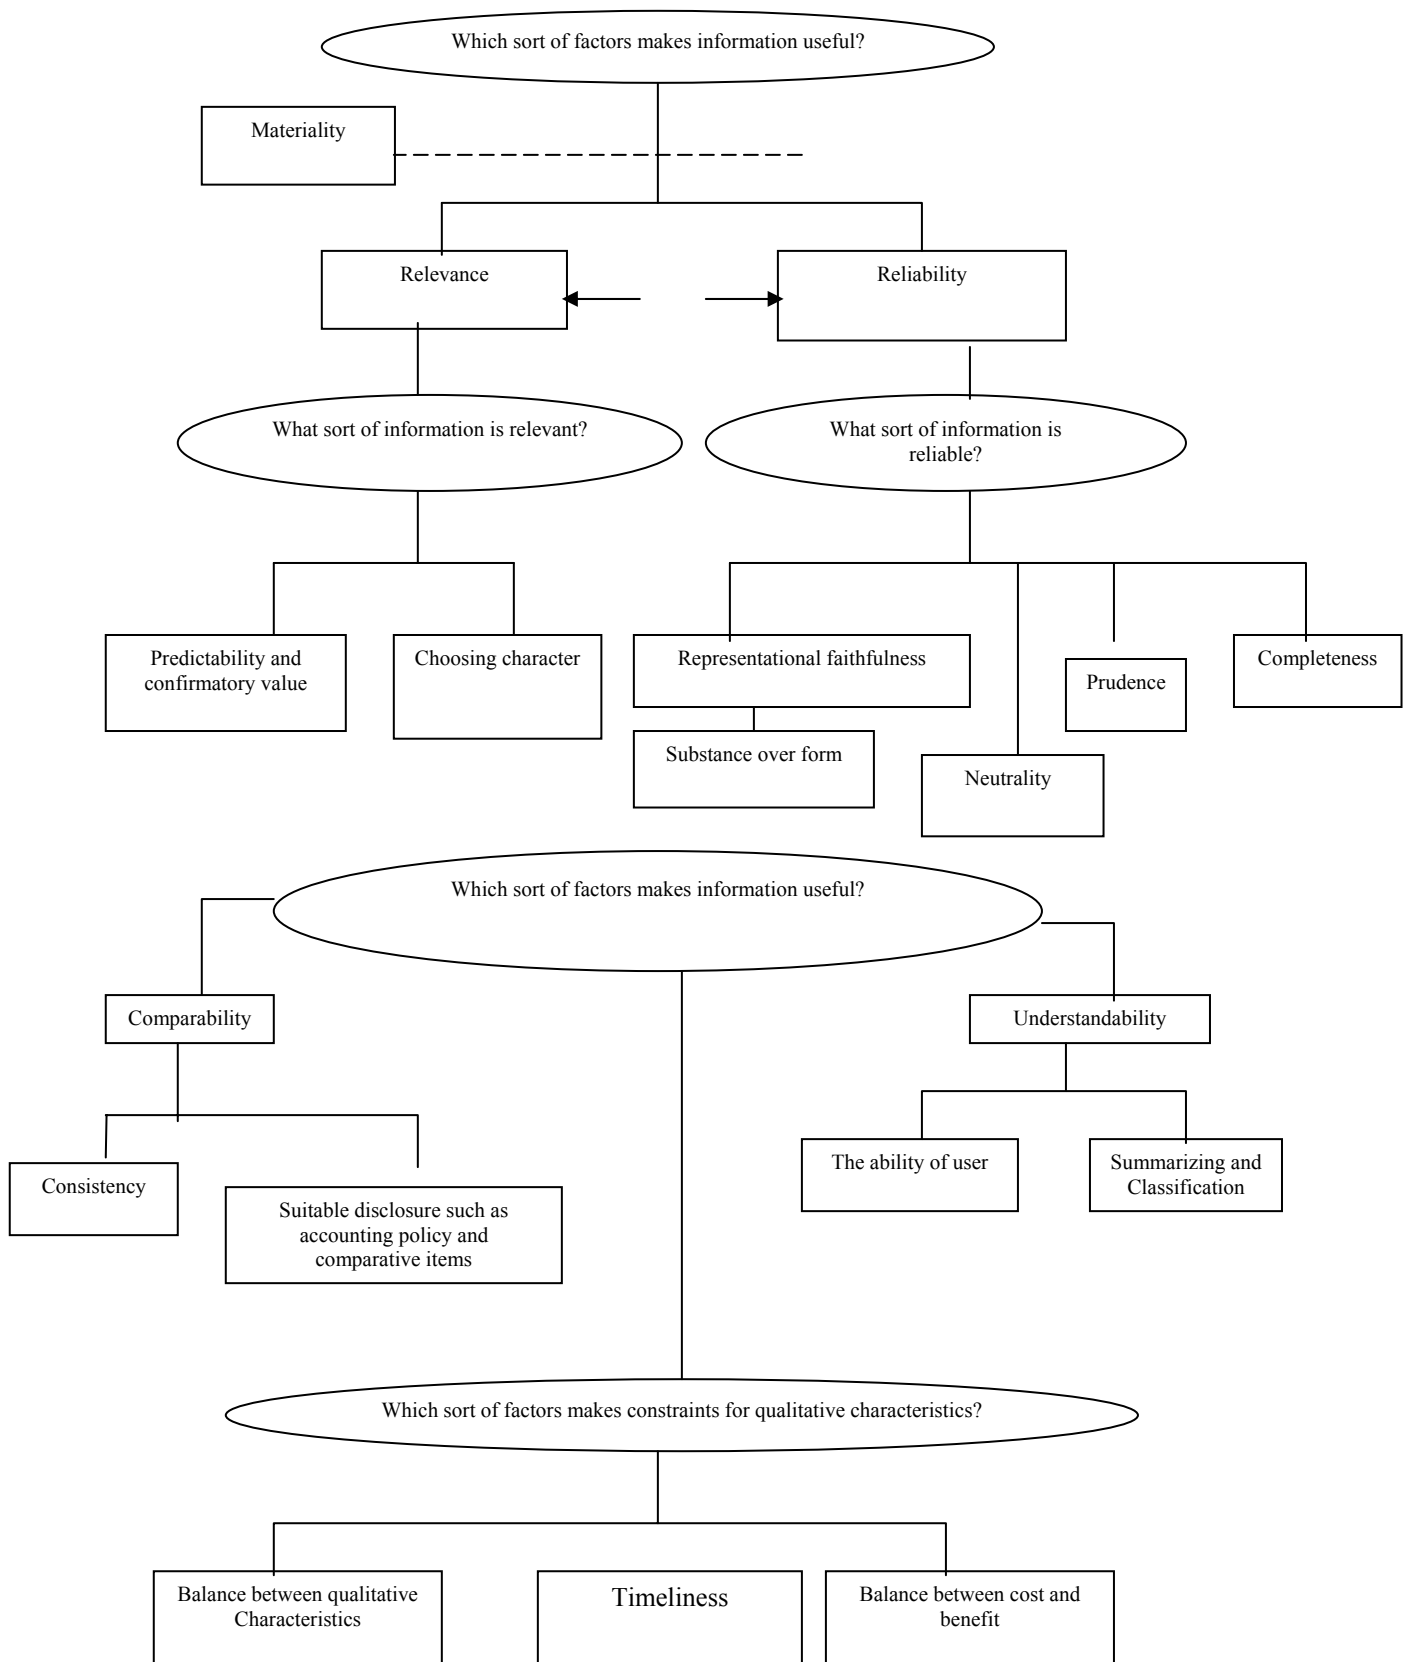 Which sort of factors makes information useful?
Materiality
Relevance
Reliability
What sort of information is relevant?
What sort of information is
reliable?
Predictability and
confirmatory value
Choosing character
Representational faithfulness
Prudence
Completeness
Substance over form
Neutrality
Which sort of factors makes information useful?
Comparability
Understandability
Consistency
Suitable disclosure such as
accounting policy and
comparative items
The ability of user
Summarizing and
Classification
Which sort of factors makes constraints for qualitative characteristics?
Balance between qualitative
Characteristics
Timeliness
Balance between cost and
benefit